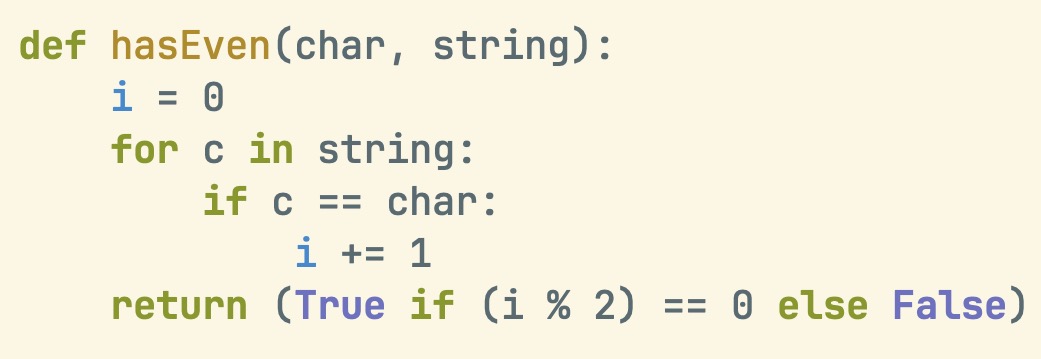 def hasEven(char, string):
    i = 0
    for c in string:
        if c == char:
            i += 1
    return (True if (i % 2) == 0 else False)